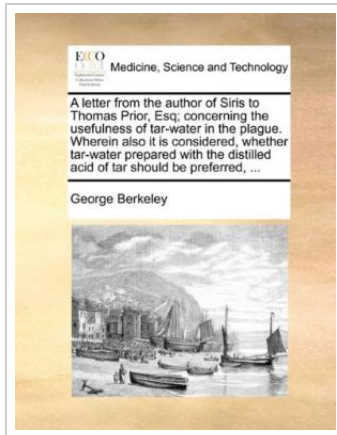 ECCO
Medicine, Science and Technology
A letter from the author of Siris to
Thomas Prior, Esq; concerning the
usefulness of tar-water in the plague.
Wherein also it is considered, whether
tar-water prepared with the distilled
acid of tar should be preferred, ...
George Berkeley